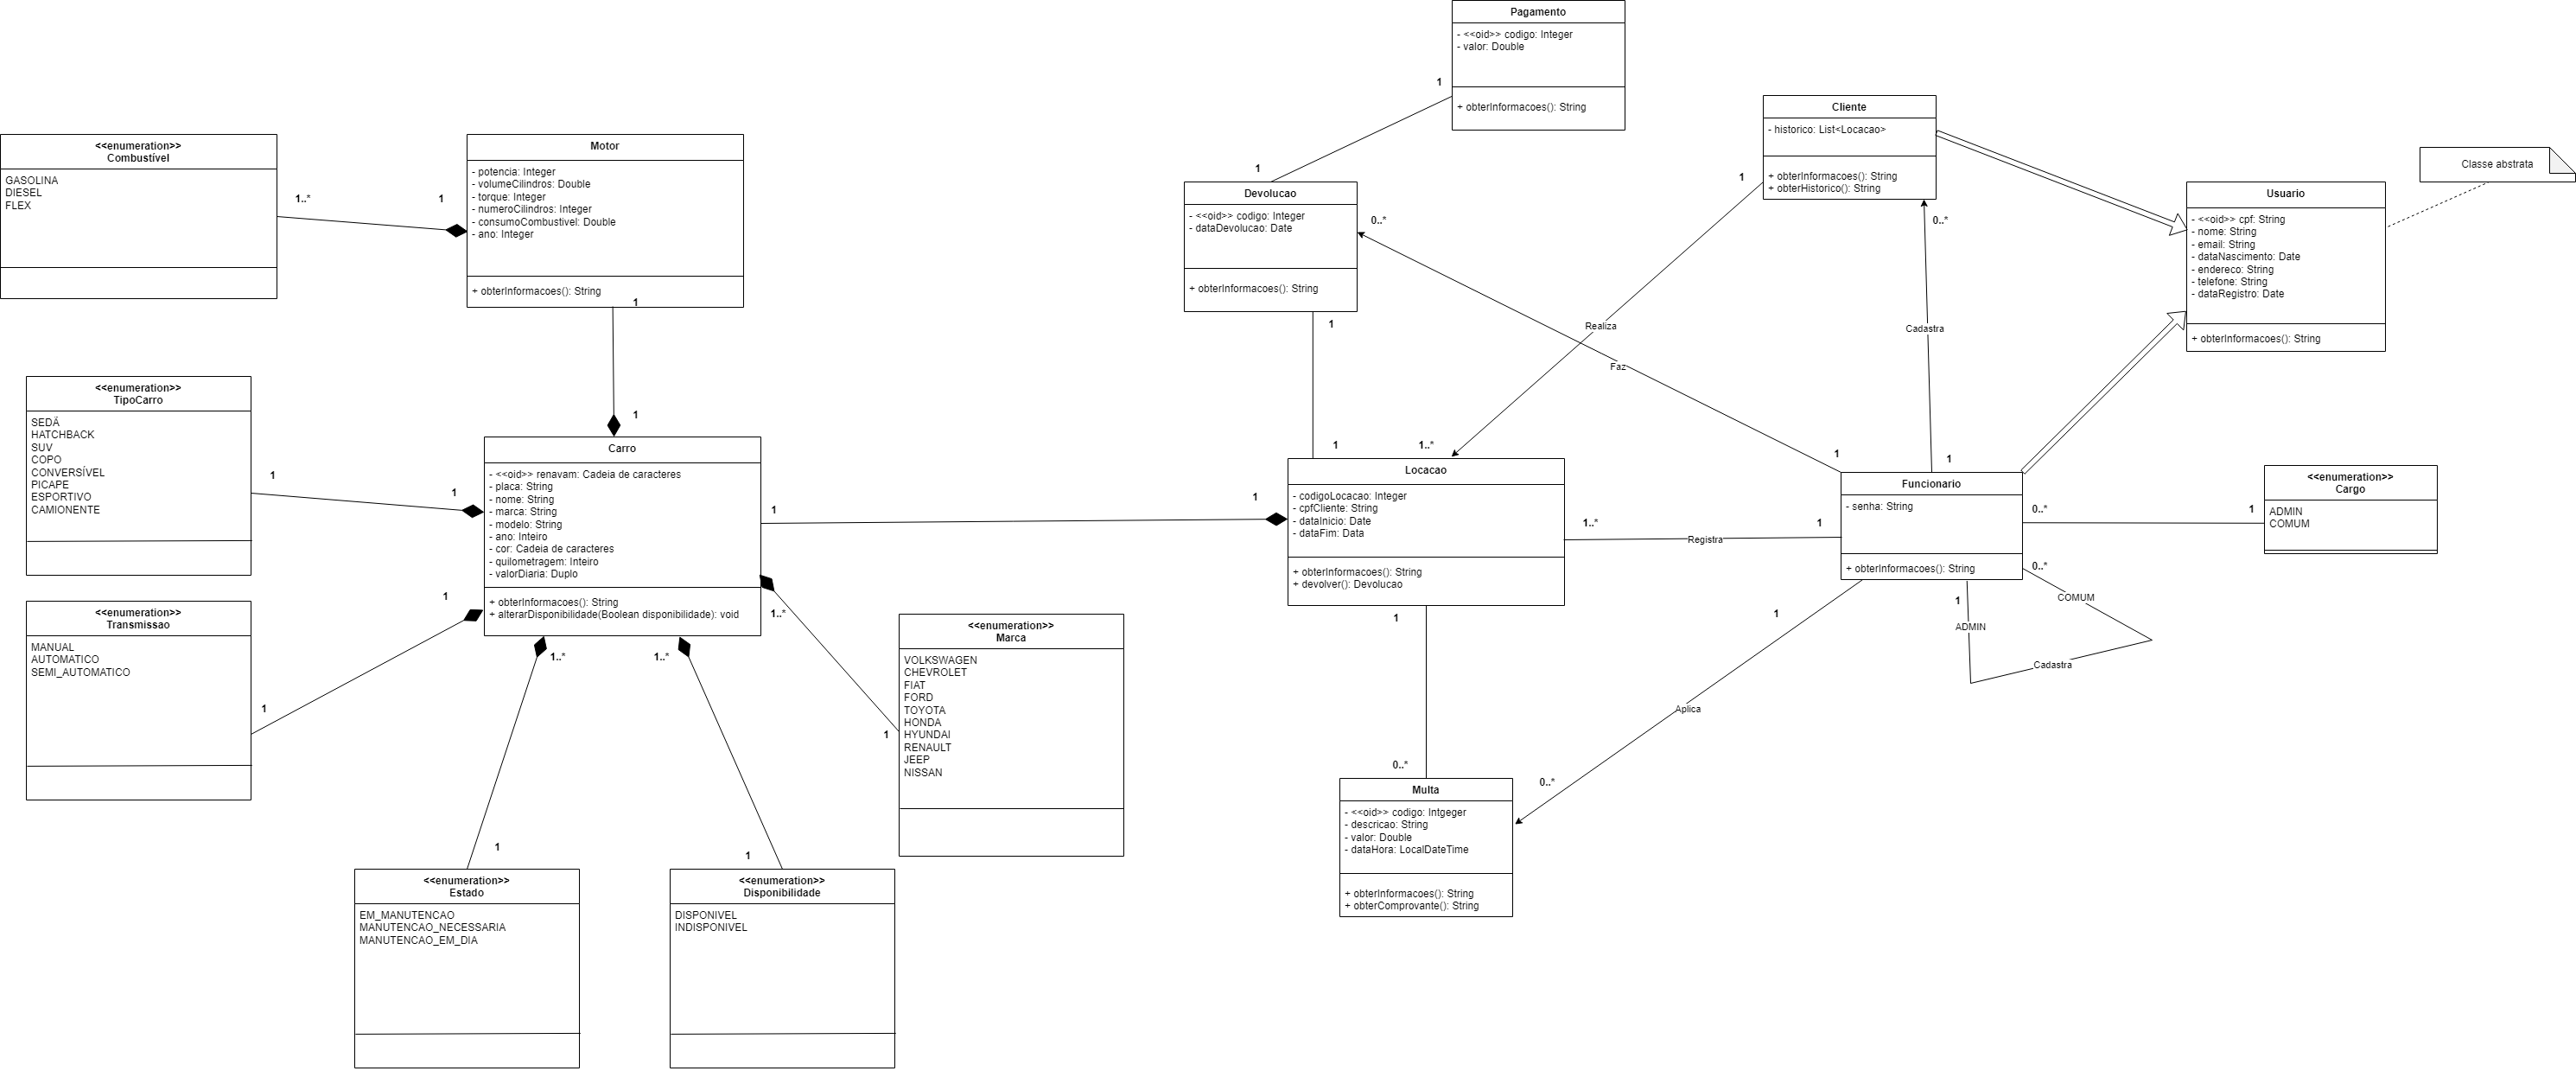 Pagamento
- <<oid>> codigo: Integer
- valor: Double
+ obterInformacoes(): String
1
1
Cliente
- historico: List<Locacao>
+ obterInformacoes(): String
+ obterHistorico(): String
1
0..*
Classe abstrata
Usuario
- <<oid>> cpf: String
- nome: String
- email: String
- dataNascimento: Date
- endereco: String
- telefone: String
- dataRegistro: Date
+ obterInformacoes(): String
<<enumeration>>
Combustível
GASOLINA
DIESEL
FLEX
1..*
1
Motor
- potencia: Integer
- volumeCilindros: Double
- torque: Integer
- numeroCilindros: Integer
- consumoCombustivel: Double
- ano: Integer
+ obterInformacoes(): String
1
1
Devolucao
- <<oid>> codigo: Integer
- dataDevolucao: Date
+ obterInformacoes(): String
0..*
1
1
Realiza
Faz
Cadastra
1..*
1
1
<<enumeration>>
TipoCarro
SEDÃ
HATCHBACK
SUV
COPO
CONVERSÍVEL
PICAPE
ESPORTIVO
CAMIONENTE
1
1
Carro
- <<oid>> renavam: Cadeia de caracteres
- placa: String
- nome: String
- marca: String
- modelo: String
- ano: Inteiro
- cor: Cadeia de caracteres
- quilometragem: Inteiro
- valorDiaria: Duplo
+ obterInformacoes(): String
+ alterarDisponibilidade(Boolean disponibilidade): void
1
1
Locacao
- codigoLocacao: Integer
- cpfCliente: String
- dataInicio: Date
- dataFim: Data
+ obterInformacoes(): String
+ devolver(): Devolucao
1..*
Registra
1
Funcionario
- senha: String
+ obterInformacoes(): String
0..*
1
<<enumeration>>
Cargo
ADMIN
COMUM
0..*
COMUM
1
ADMIN
Cadastra
<<enumeration>>
Transmissao
MANUAL
AUTOMATICO
SEMI_AUTOMATICO
1
1
1..*
1..*
1..*
1
<<enumeration>>
Marca
VOLKSWAGEN
CHEVROLET
FIAT
FORD
TOYOTA
HONDA
HYUNDAI
RENAULT
JEEP
NISSAN
1
0..*
1
Aplica
0..*
Multa
- <<oid>> codigo: Intgeger
- descricao: String
- valor: Double
- dataHora: LocalDateTime
+ obterInformacoes(): String
+ obterComprovante(): String
1
<<enumeration>>
Estado
EM_MANUTENCAO
MANUTENCAO_NECESSARIA
MANUTENCAO_EM_DIA
1
<<enumeration>>
Disponibilidade
DISPONIVEL
INDISPONIVEL